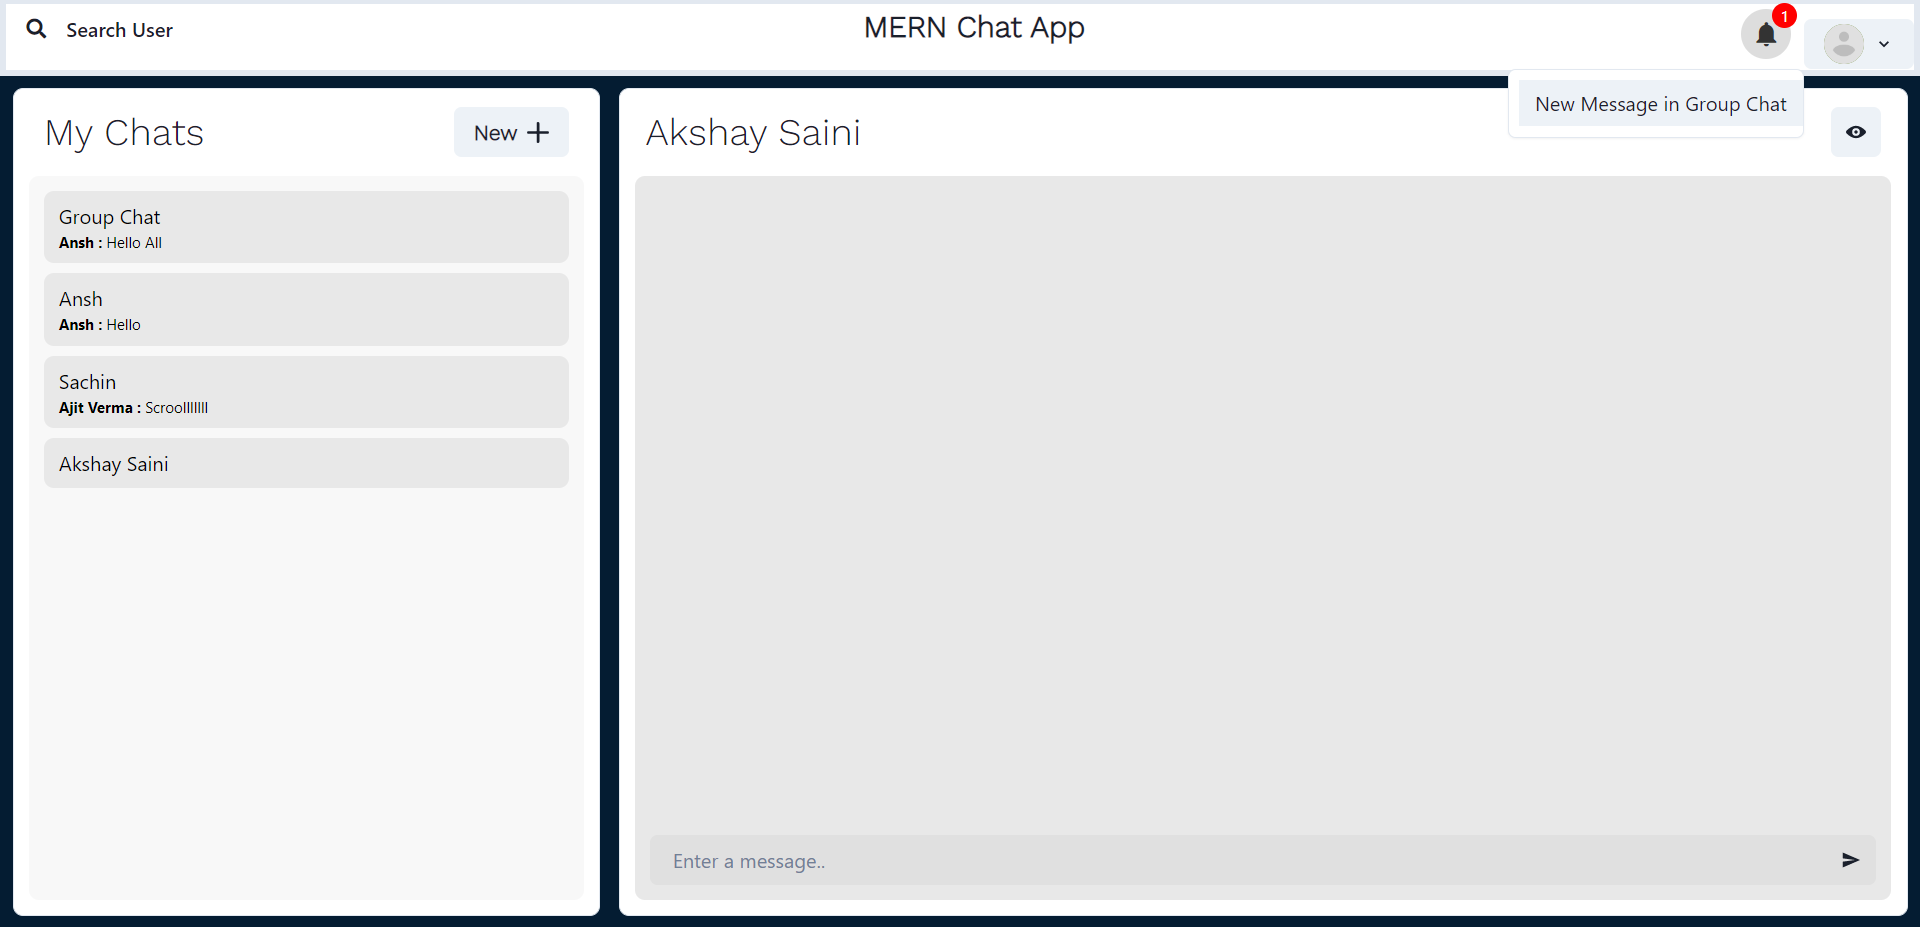 Search User
MERN Chat App
1
New Message in Group Chat
My Chats
New
Group Chat
Ansh : Hello All
Ansh
Ansh : Hello
Sachin
Ajit Verma : Scroolllllll
Akshay Saini
Akshay Saini
Enter a message..